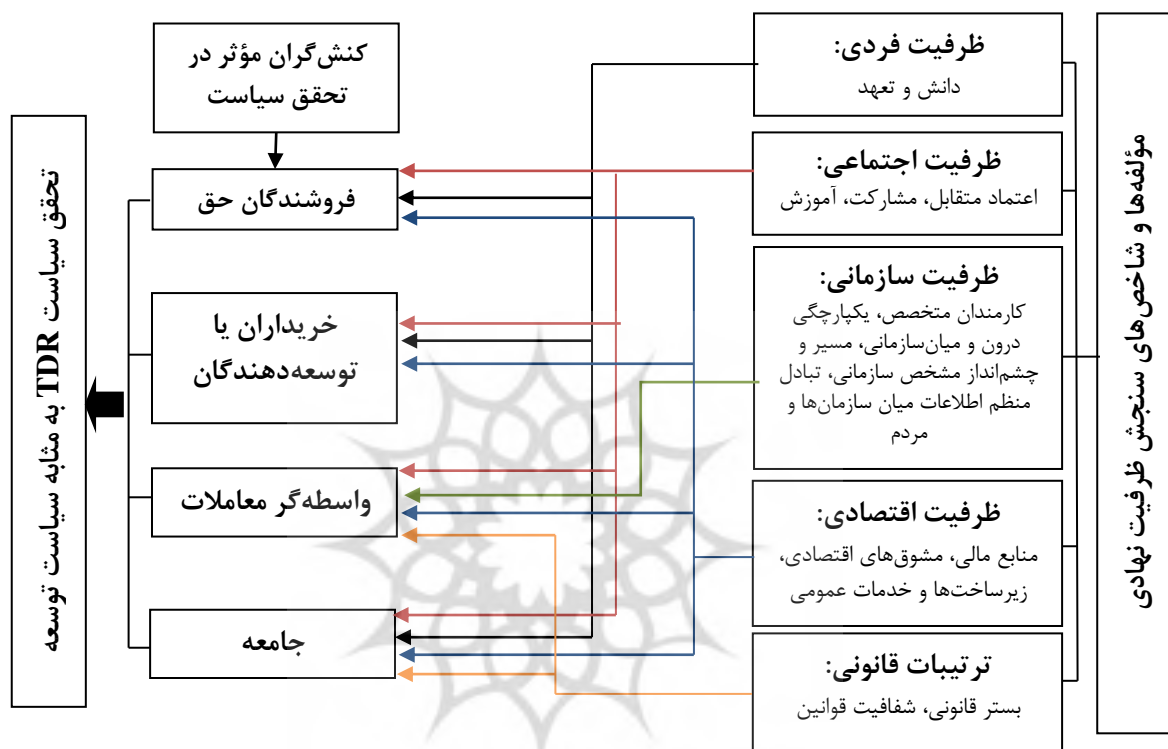 مؤلفه‌ها و شاخص‌های سنجش ظرفیت نهادی
ظرفیت فردی:
دانش و تعهد
ظرفیت اجتماعی:
اعتماد متقابل، مشارکت، آموزش
ظرفیت سازمانی:
کارمندان متخصص، یکپارچگی
درون و میان‌سازمانی، مسیر و
چشم‌انداز مشخص سازمانی، تبادل
منظم اطلاعات میان سازمان‌ها و
مردم
ظرفیت اقتصادی:
منابع مالی، مشوق‌های اقتصادی،
زیرساخت‌ها و خدمات عمومی
ترتیبات قانونی:
بستر قانونی، شفافیت قوانین
کنش‌گران مؤثر در
تحقق سیاست
فروشندگان حق
خریداران یا
توسعه‌دهندگان
واسطه‌گر معاملات
جامعه
تحقق سیاست TDR به مثابه سیاست توسعه